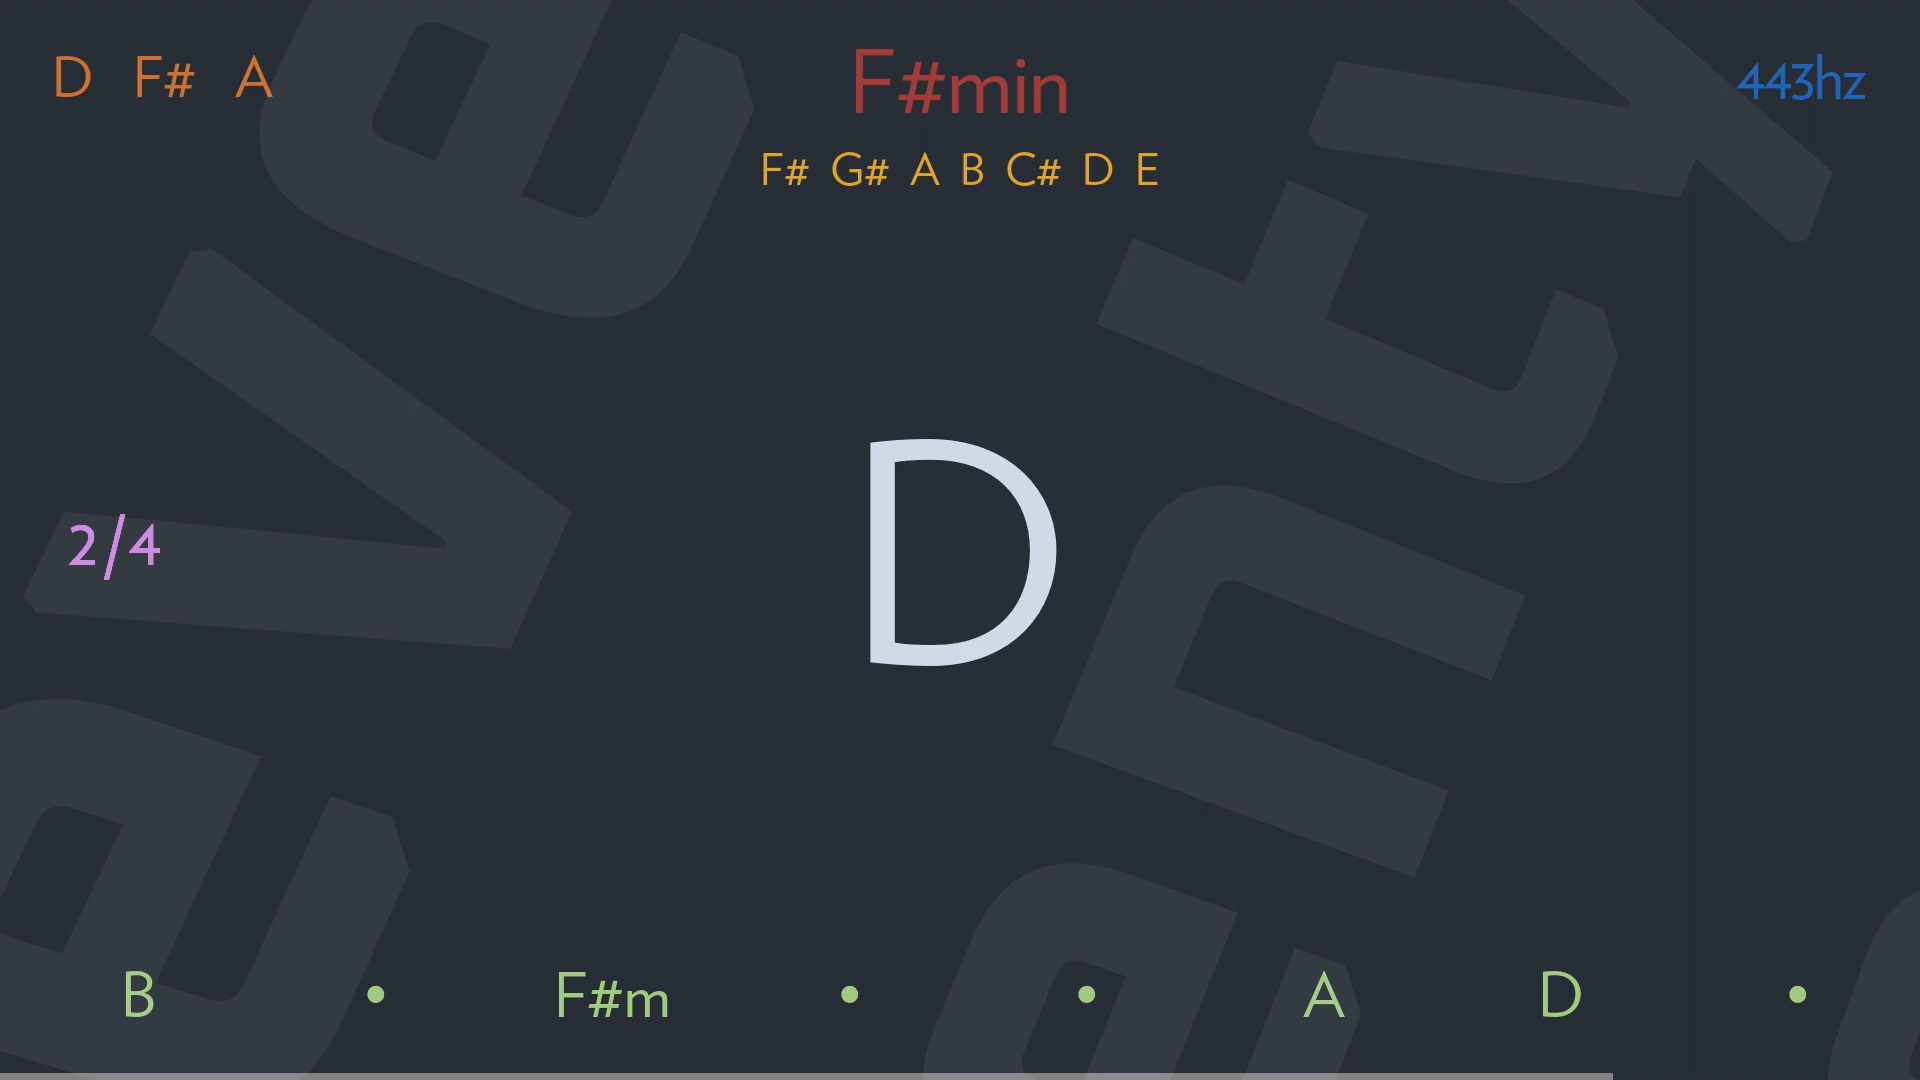 D F# A
F#min
443hz
F# G# A B C# D E
D
2/4
B • F#m • • A D •